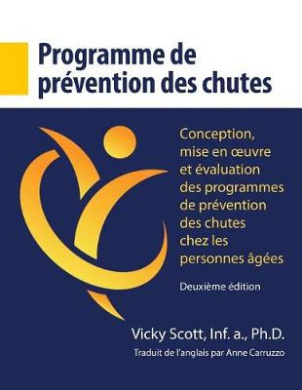 Programme de
prévention des chutes
Conception,
mise en œuvre
et évaluation
des programmes
de prévention
des chutes
chez les
personnes âgées
Deuxième édition
Vicky Scott, Inf. a., Ph.D.
Traduit de l'anglais par Anne Carruzzo